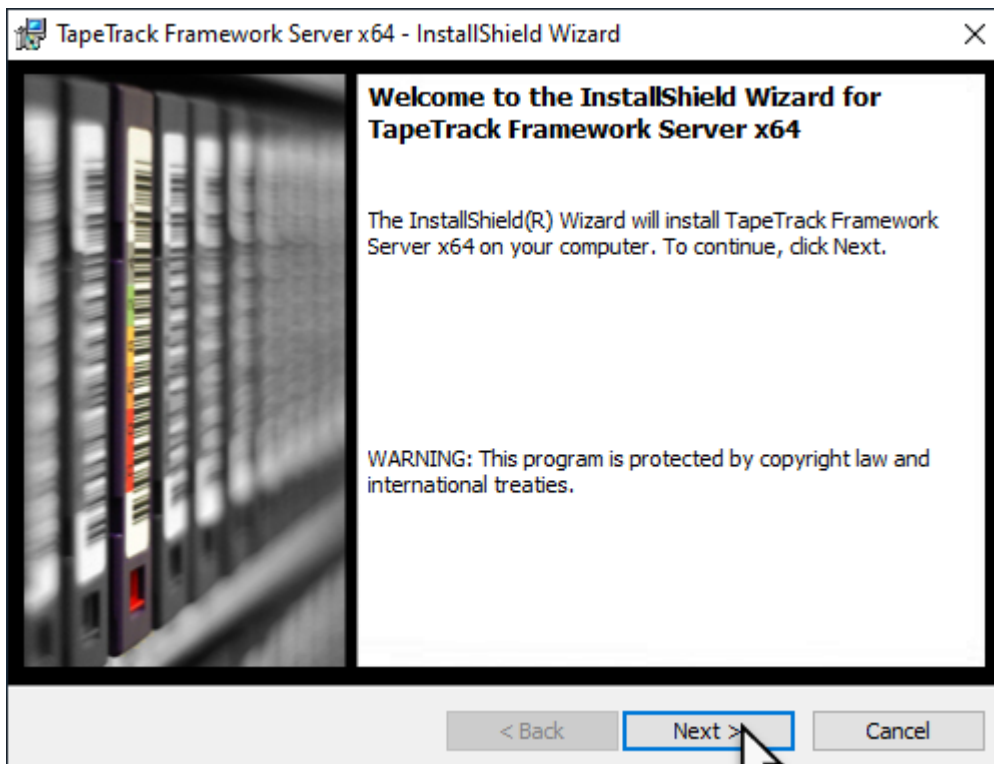 TapeTrack Framework Server x64 - InstallShield Wizard
Welcome to the InstallShield Wizard for
TapeTrack Framework Server x64
The InstallShield(R) Wizard will install TapeTrack Framework
Server x64 on your computer. To continue, click Next.
WARNING: This program is protected by copyright law and
international treaties.
< Back
Next >
Cancel